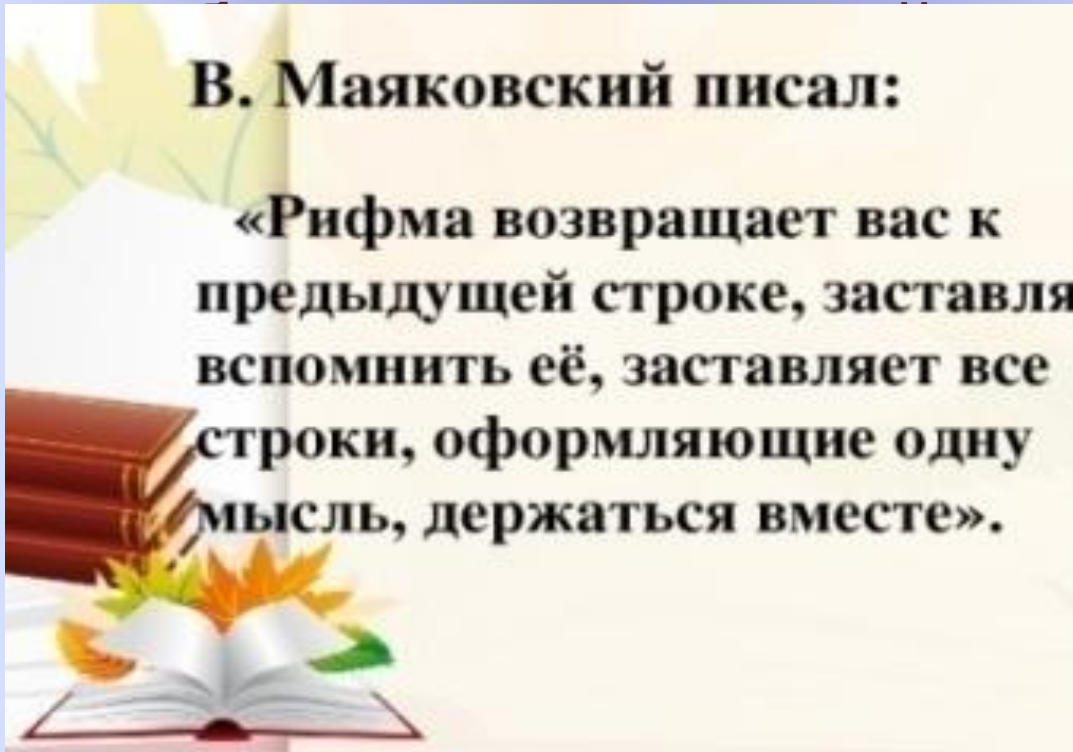 В. Маяковский писал:
«Рифма возвращает вас к
предыдущей строке, заставля
вспомнить её, заставляет все
строки, оформляющие одну
мысль, держаться вместе».